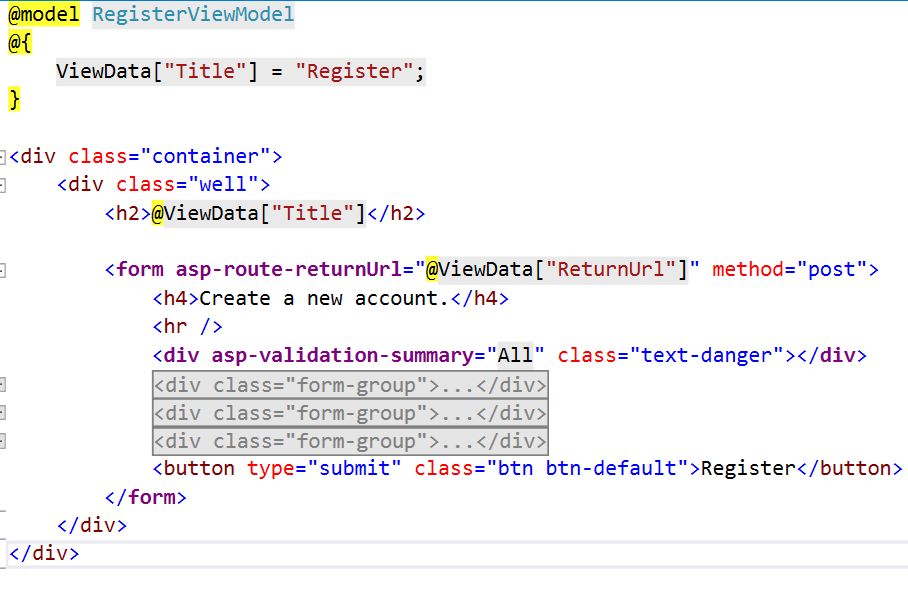 @model RegisterViewModel
@{
    ViewData["Title"] = "Register";
}

<div class="container">
    <div class="well">
        <h2>@ViewData["Title"]</h2>

        <form asp-route-returnUrl="@ViewData["ReturnUrl"]" method="post">
            <h4>Create a new account.</h4>
            <hr />
            <div asp-validation-summary="All" class="text-danger"></div>
            <div class="form-group">...</div>
            <div class="form-group">...</div>
            <div class="form-group">...</div>
            <button type="submit" class="btn btn-default">Register</button>
        </form>
    </div>
</div>